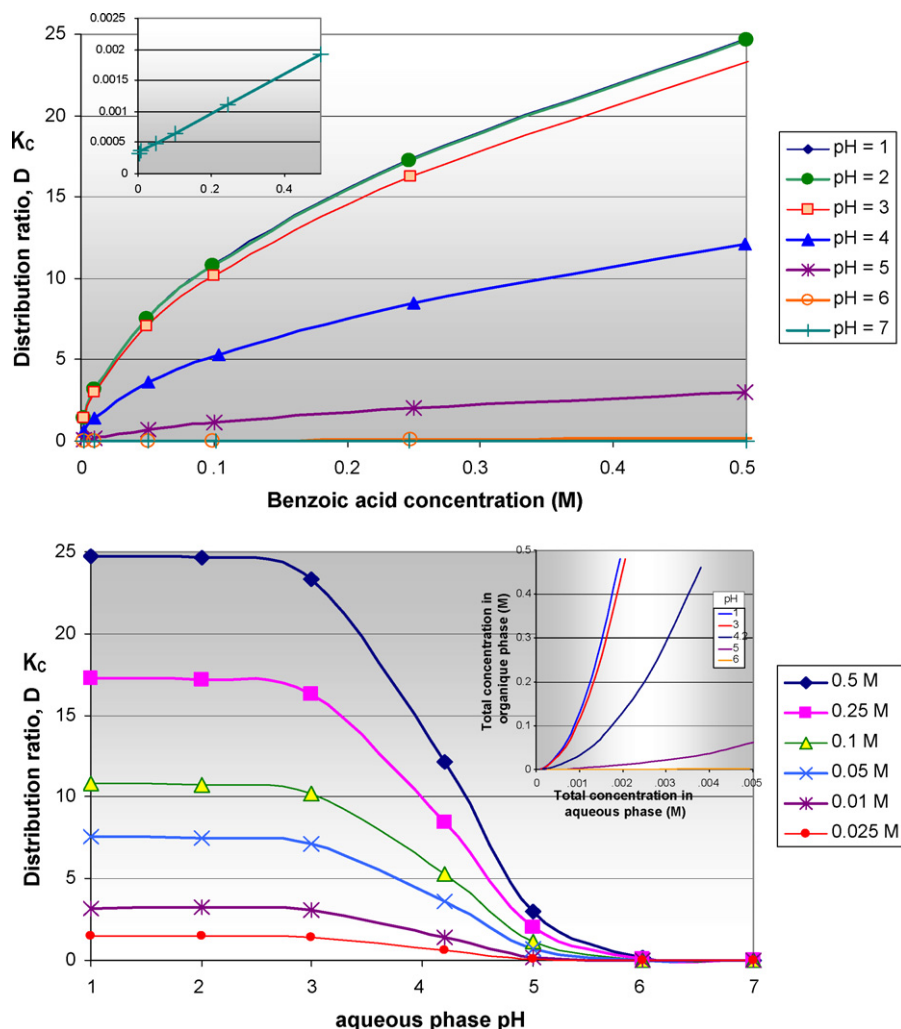 0.0025
0.002
0.0015
0.001
0.0005
0
0 0.2 0.4
25
20
15
10
5
0
Distribution ratio, D KC
0 0.1 0.2 0.3 0.4 0.5
Benzoic acid concentration (M)
pH = 1
pH = 2
pH = 3
pH = 4
pH = 5
pH = 6
pH = 7
25
20
15
10
5
0
Distribution ratio, D KC
1 2 3 4 5 6 7
aqueous phase pH
0.5
0.4
0.3
0.2
0.1
0
Total concentration in
organique phase (M)
0 .001 .002 .003 .004 .005
Total concentration in
aqueous phase (M)
pH
1
3
4.2
5
6
0.5 M
0.25 M
0.1 M
0.05 M
0.01 M
0.025 M